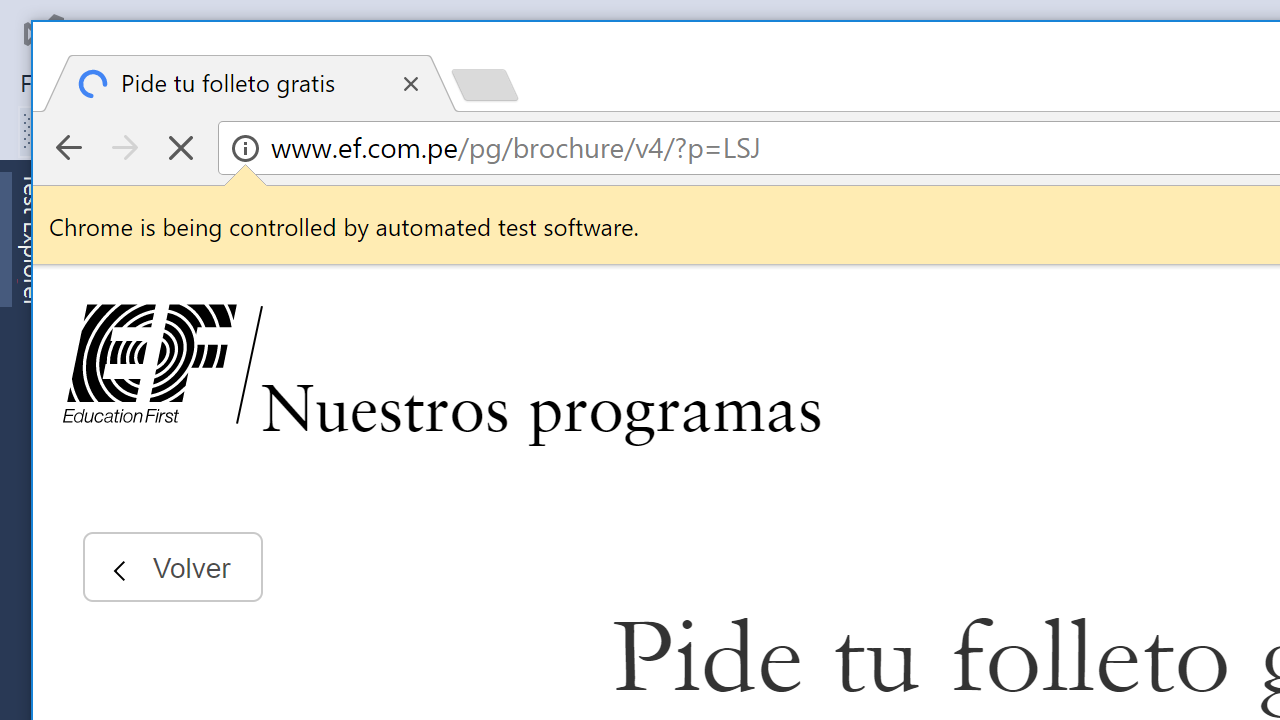 F
Pide tu folleto gratis
www.ef.com.pe/pg/brochure/v4/?p=LSJ
Chrome is being controlled by automated test software.
Test Explorer
EF
Education First
Nuestros programas
Volver
Pide tu folleto g